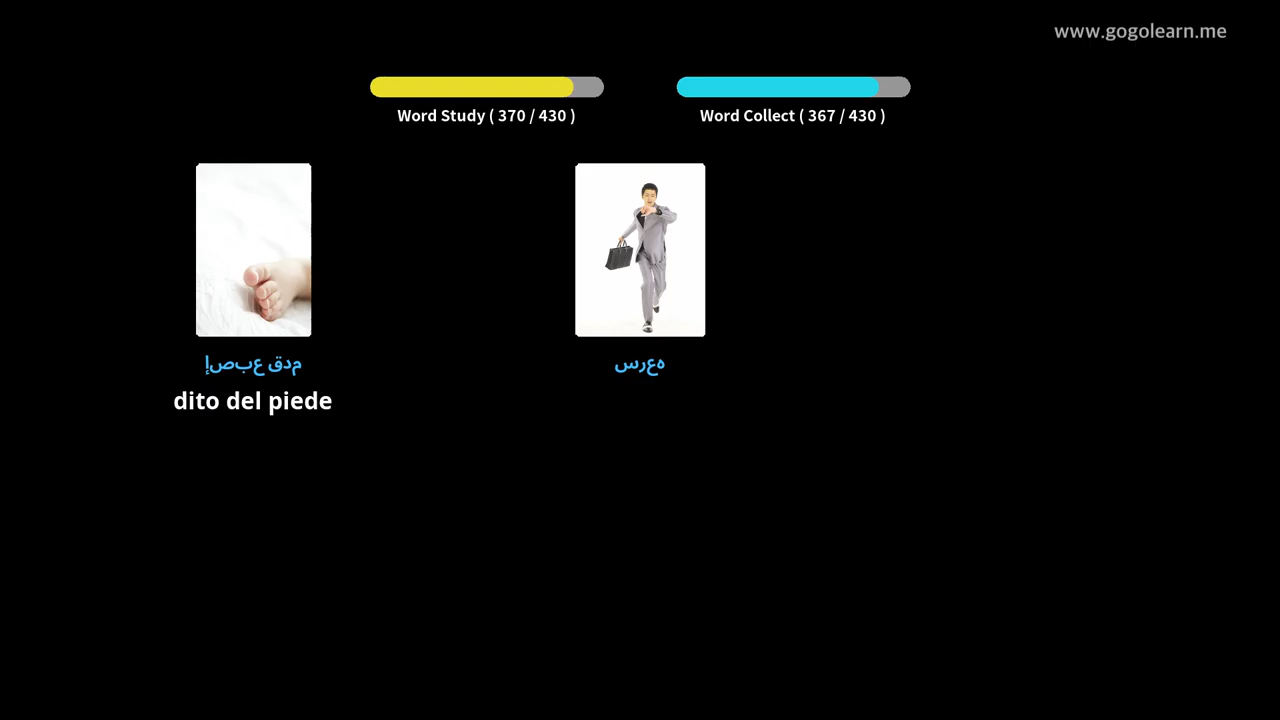 www.gogolearn.me
Word Study ( 370 / 430 )
Word Collect ( 367 / 430 )
مدق عبصإ
dito del piede
هعرس